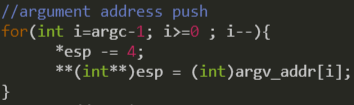 //argument address push
for(int i=argc-1; i>=0 ; i--){
*esp -= 4;
**(int**)esp = (int)argv_addr[i];
}